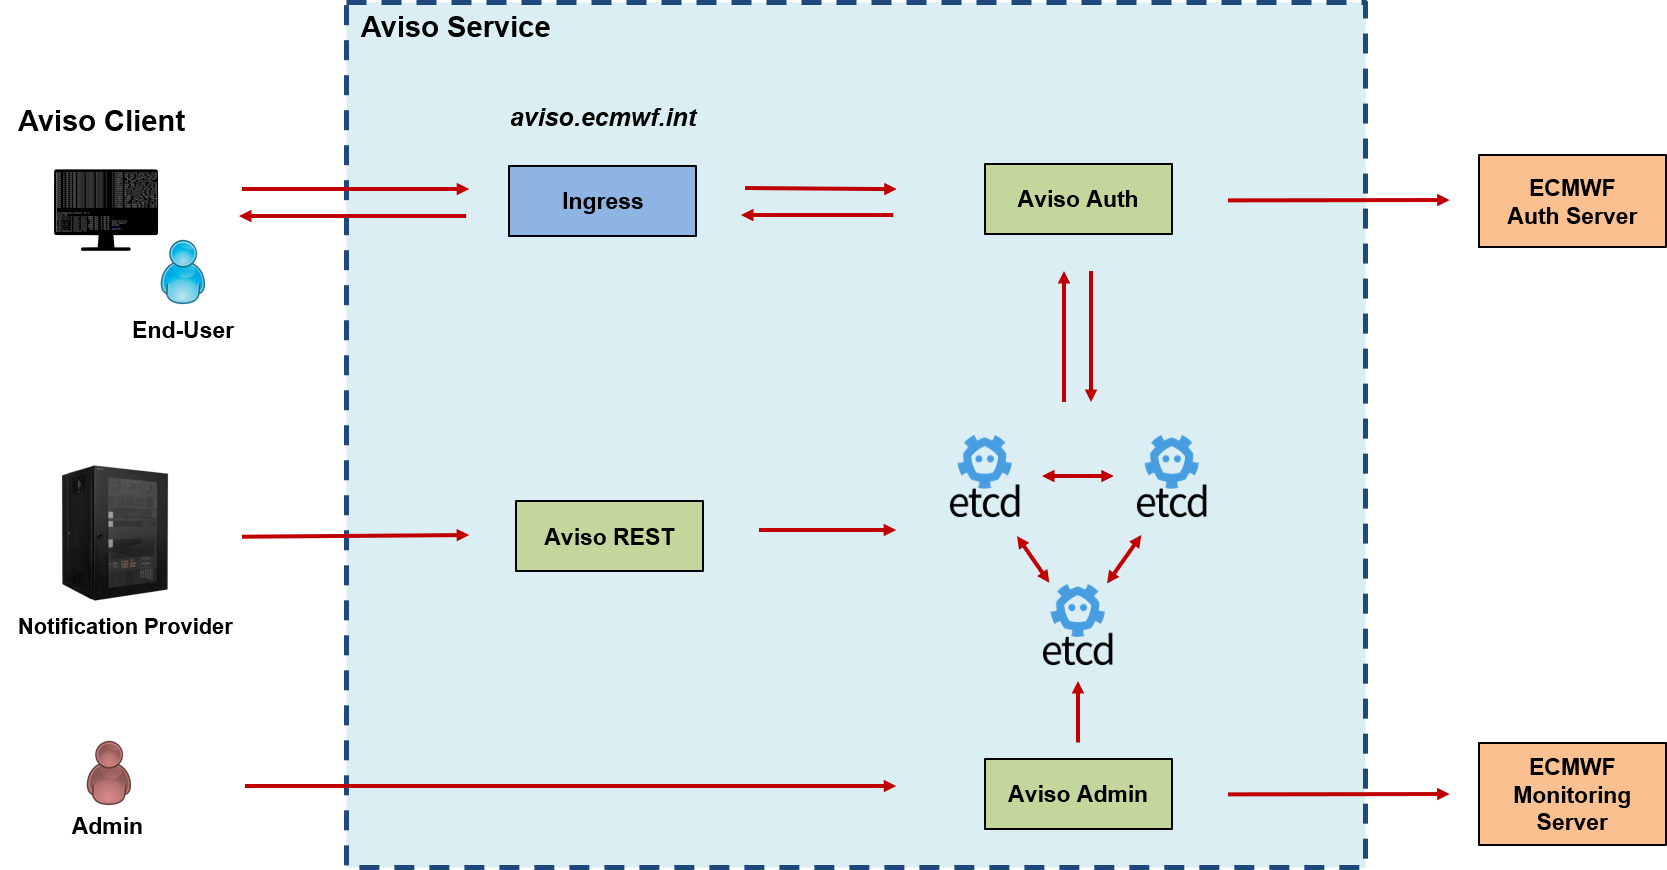 Aviso Service
Aviso Client
aviso.ecmwf.int
Ingress
Aviso Auth
ECMWF
Auth Server
End-User
etcd
etcd
Aviso REST
Notification Provider
etcd
Aviso Admin
ECMWF
Monitoring
Server
Admin